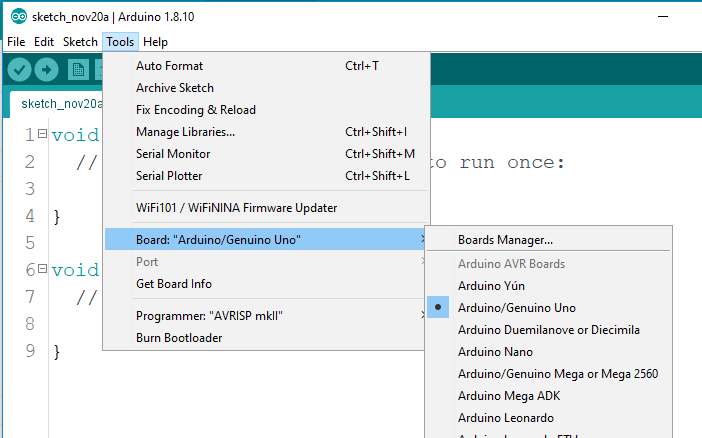 sketch_nov20a | Arduino 1.8.10
File Edit Sketch Tools Help
Auto Format Ctrl+T
Archive Sketch
Fix Encoding & Reload
Manage Libraries... Ctrl+Shift+I
Serial Monitor Ctrl+Shift+M
Serial Plotter Ctrl+Shift+L
WiFi101 / WiFiNINA Firmware Updater
Board: "Arduino/Genuino Uno"
Port
Get Board Info
Programmer: "AVRISP mkII"
Burn Bootloader
Boards Manager...
Arduino AVR Boards
Arduino Yún
Arduino/Genuino Uno
Arduino Duemilanove or Diecimila
Arduino Nano
Arduino/Genuino Mega or Mega 2560
Arduino Mega ADK
Arduino Leonardo
sketch_nov20a
1 void
2 // to run once:
3
4 }
5
6 void
7 //
8
9 }